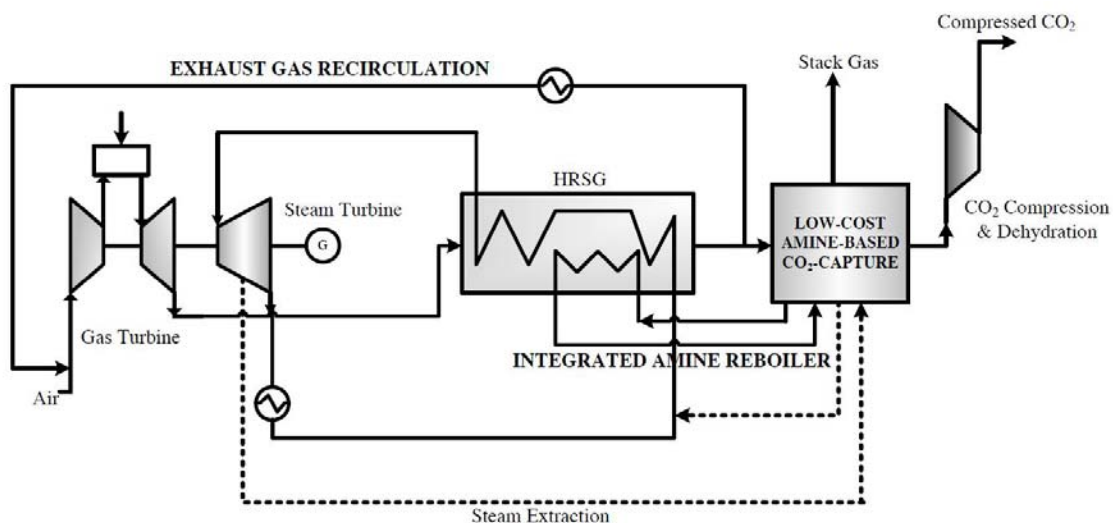 Compressed CO₂
EXHAUST GAS RECIRCULATION
Stack Gas
HRSG
Steam Turbine
G
LOW-COST
AMINE-BASED
CO₂-CAPTURE
CO₂ Compression
& Dehydration
Gas Turbine
INTEGRATED AMINE REBOILER
Air
Steam Extraction